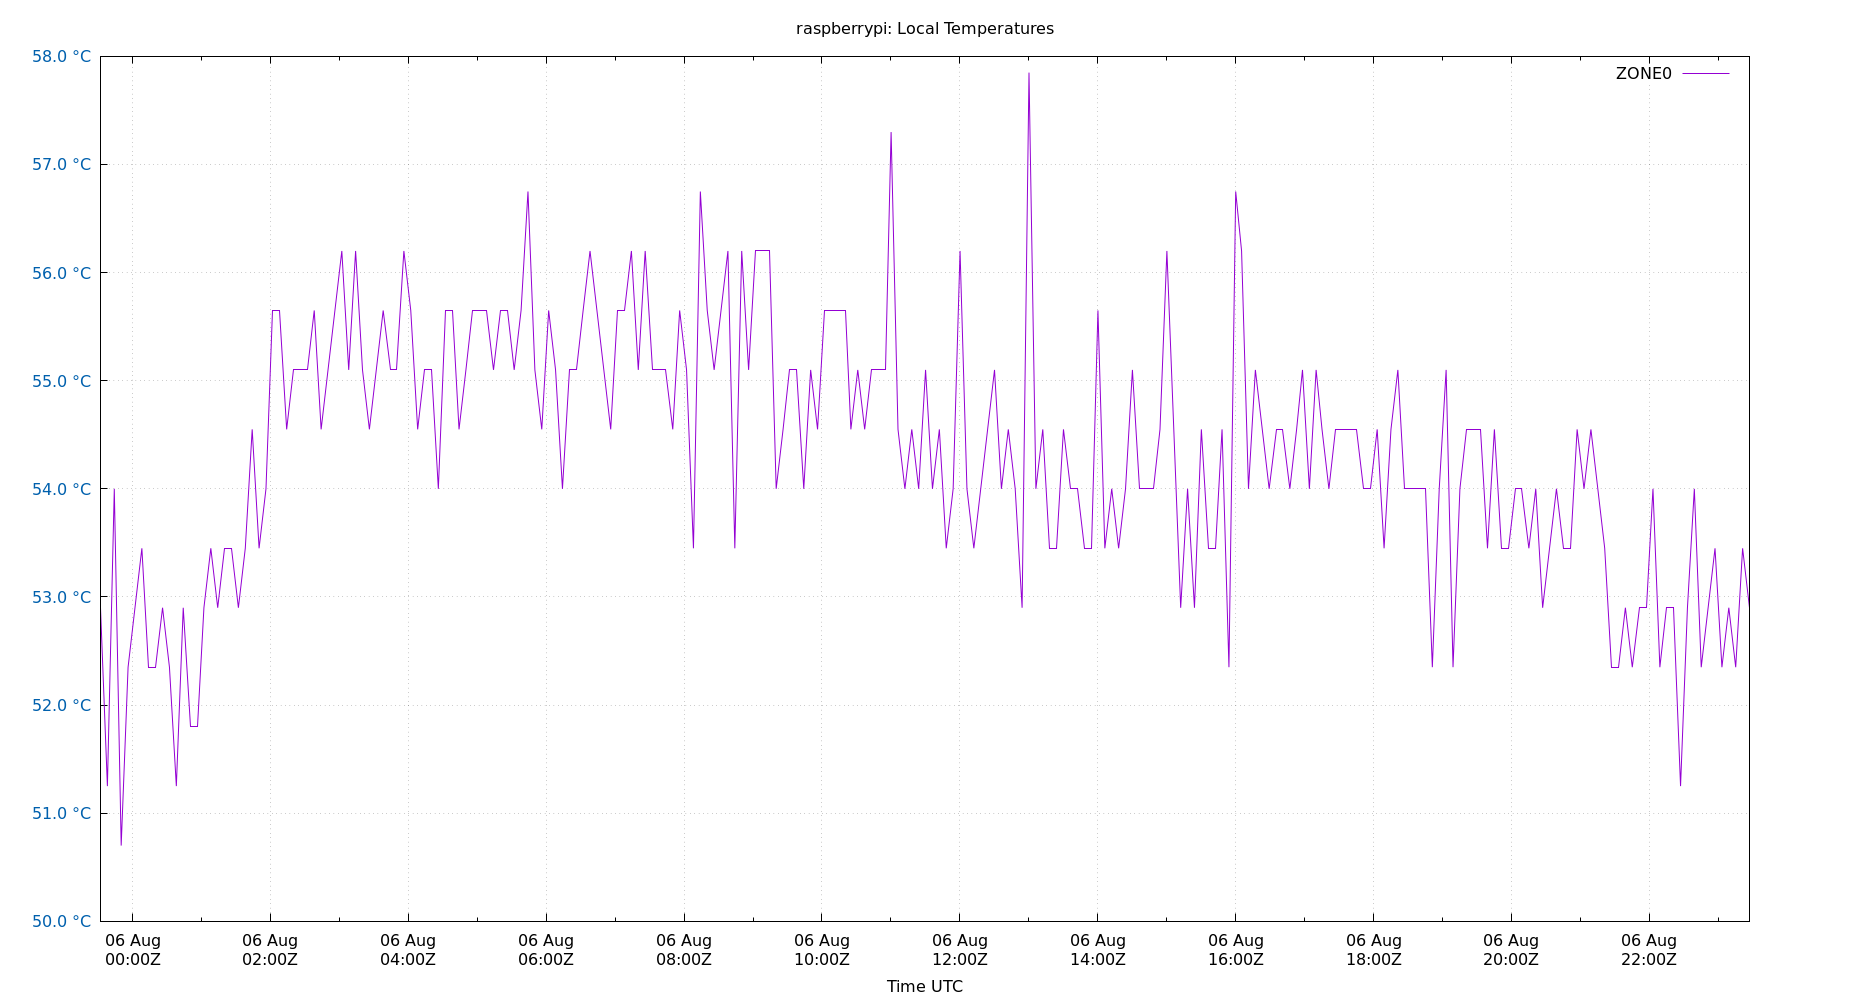 raspberrypi: Local Temperatures
58.0 °C
57.0 °C
56.0 °C
55.0 °C
54.0 °C
53.0 °C
52.0 °C
51.0 °C
50.0 °C
ZONE0
06 Aug 06 Aug 06 Aug 06 Aug 06 Aug 06 Aug 06 Aug 06 Aug 06 Aug 06 Aug 06 Aug 06 Aug
00:00Z 02:00Z 04:00Z 06:00Z 08:00Z 10:00Z 12:00Z 14:00Z 16:00Z 18:00Z 20:00Z 22:00Z
Time UTC